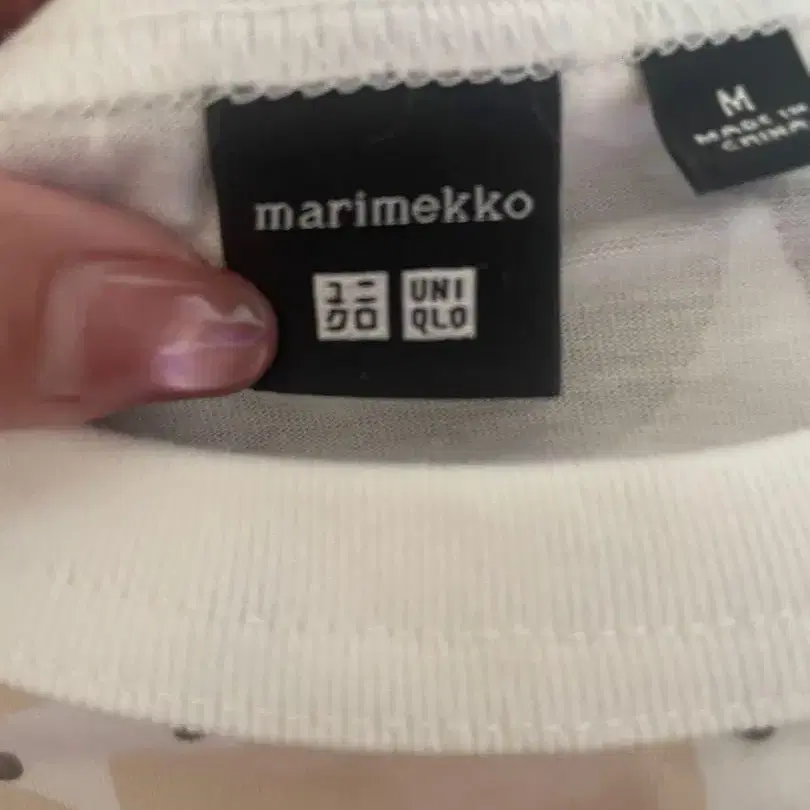 marimekko
ユニ
クロ
UNI
QLO
M
MADE IN
CHINA